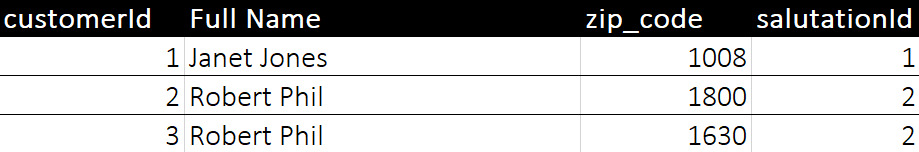 customerId Full Name zip_code salutationId
1 Janet Jones 1008 1
2 Robert Phil 1800 2
3 Robert Phil 1630 2